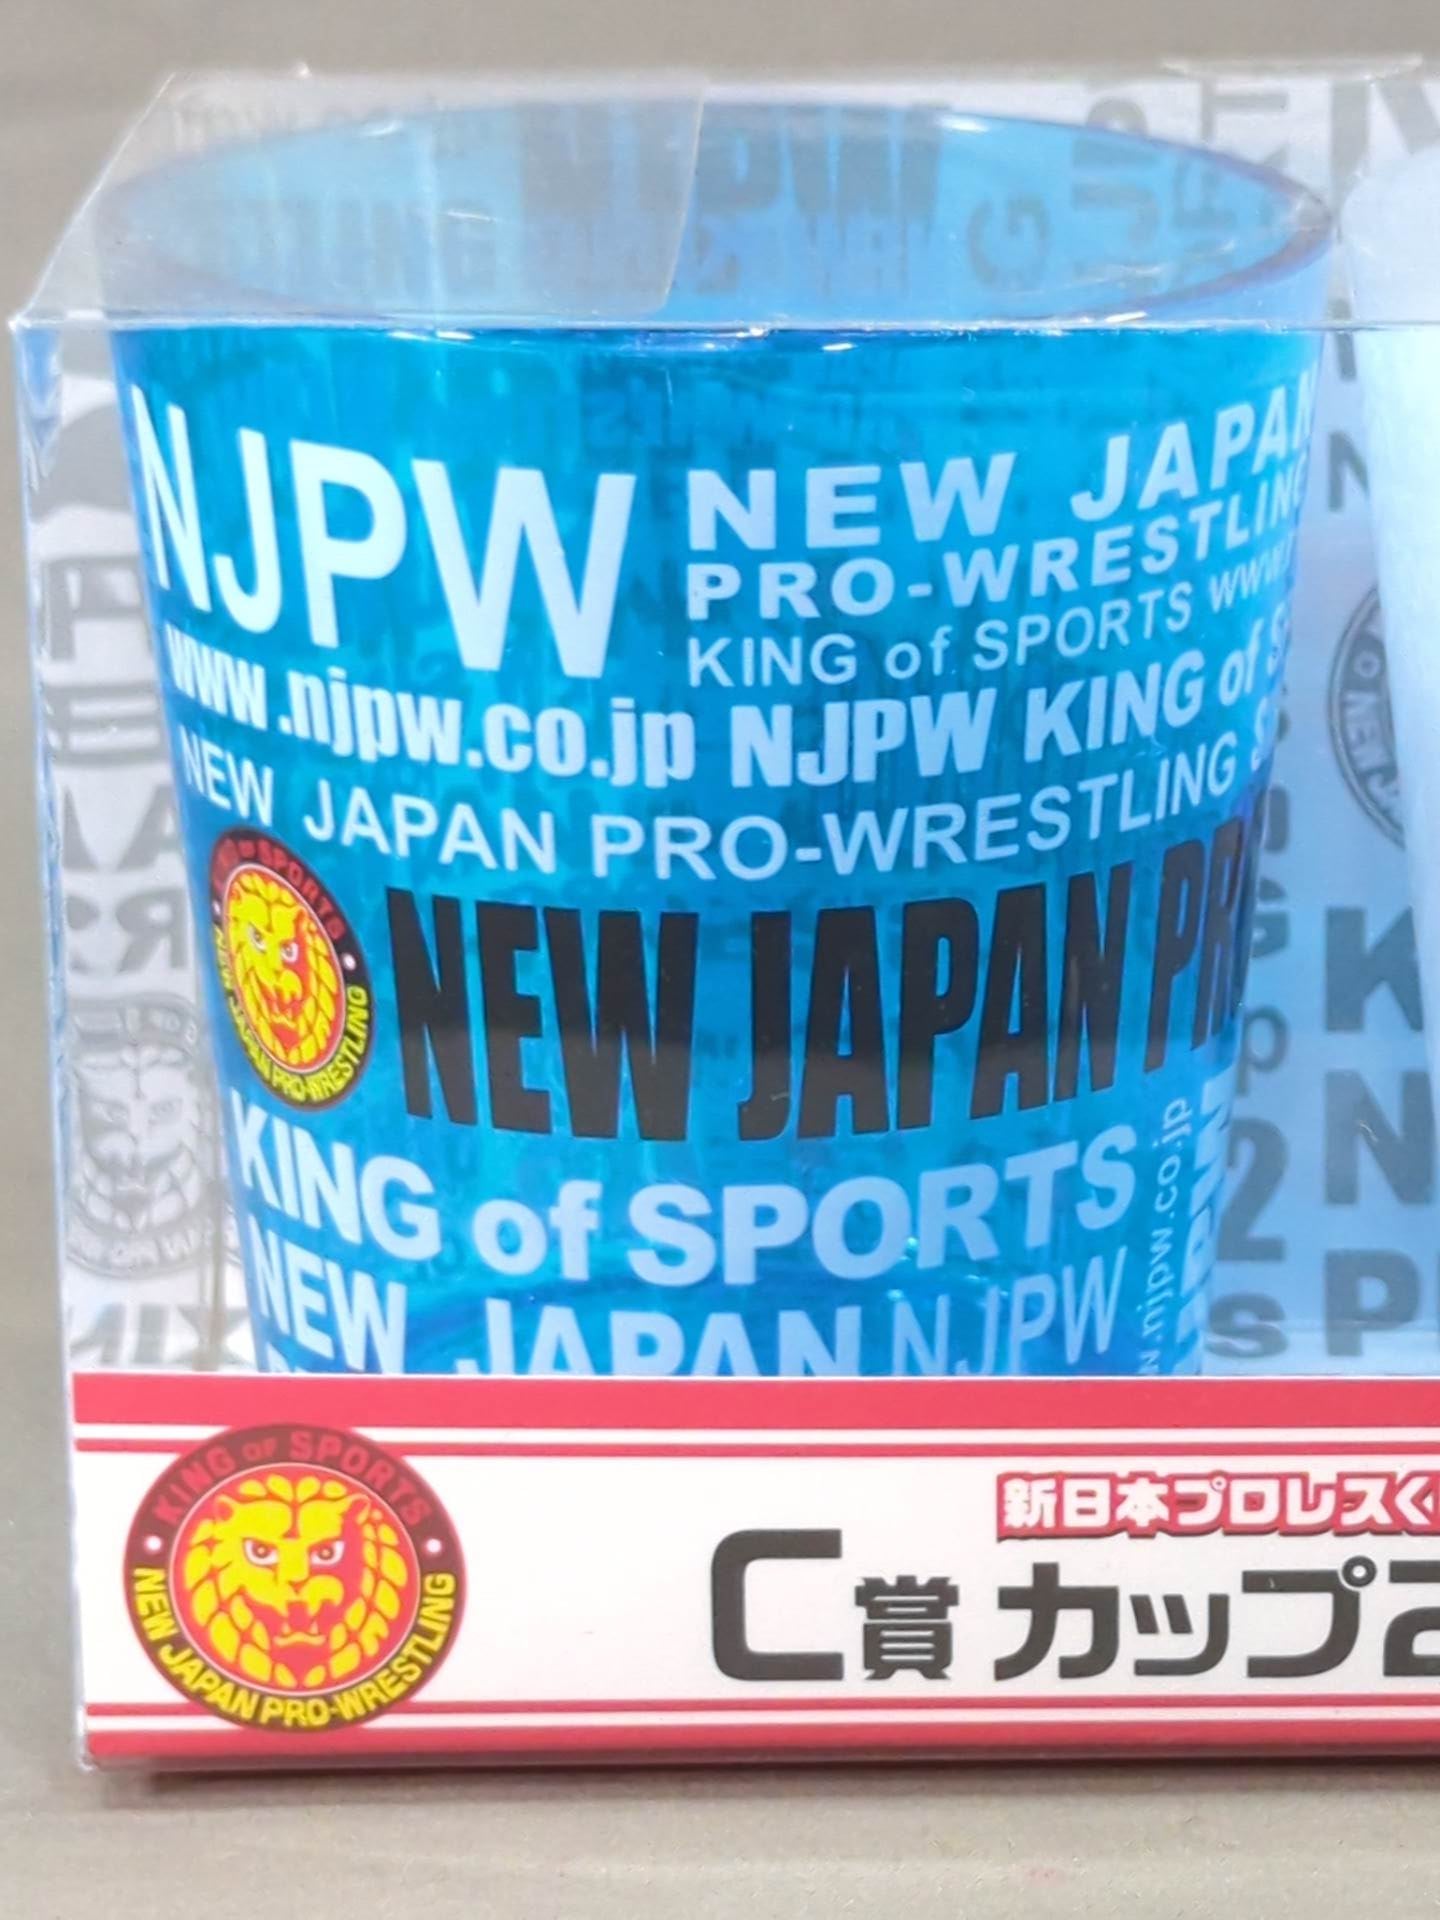 NJPW
NEW JAPAN
PRO-WRESTLING
KING of SPORTS www.
www.njpw.co.jp NJPW KING of
NEW JAPAN PRO-WRESTLING
KING OF SPORTS
NEW JAPAN PRO-WRESTLING
NEW JAPAN PR
KING of SPORTS
NEW JAPAN NJPW
.njpw.co.jp
KING OF SPORTS
NEW JAPAN PRO-WRESTLING
新日本プロレスく
C賞 カップ2